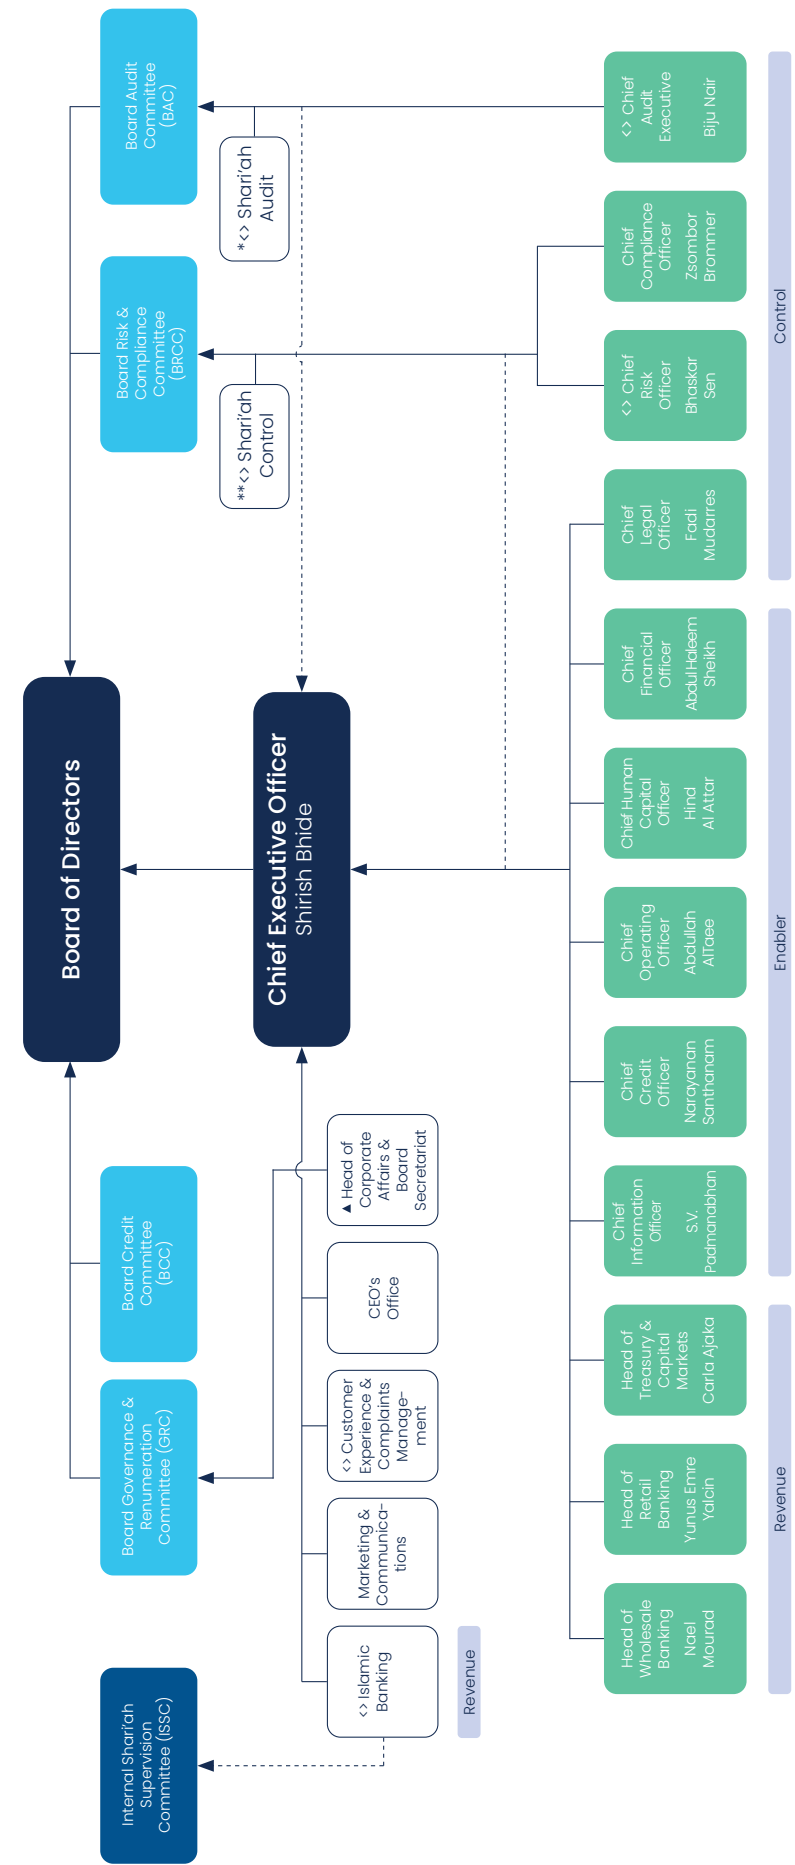 Board of Directors
Internal Shari'ah
Supervision
Committee (ISSC)
Board Governance &
Renumeration
Committee (GRC)
Board Credit
Committee
(BCC)
Board Risk &
Compliance
Committee
(BRCC)
Board Audit
Committee
(BAC)
Chief Executive Officer
Shirish Bhide
**<> Shari'ah
Control
*<> Shari'ah
Audit
<> Islamic
Banking
Marketing &
Communica-
tions
<> Customer
Experience &
Complaints
Manage-
ment
CEO's
Office
▲ Head of
Corporate
Affairs &
Board
Secretariat
Revenue
Head of
Wholesale
Banking
Nael
Mourad
Head of
Retail
Banking
Yunus Emre
Yalcin
Head of
Treasury &
Capital
Markets
Carla Ajaka
Chief
Information
Officer
S.V.
Padmanabhan
Chief
Credit
Officer
Narayanan
Santhanam
Chief
Operating
Officer
Abdullah
AlTaee
Chief Human
Capital
Officer
Hind
Al Attar
Chief
Financial
Officer
Abdul Haleem
Sheikh
Chief
Legal
Officer
Fadi
Mudarres
<> Chief
Risk
Officer
Bhaskar
Sen
Chief
Compliance
Officer
Zsombor
Brommer
<> Chief
Audit
Executive
Biju Nair
Revenue
Enabler
Control